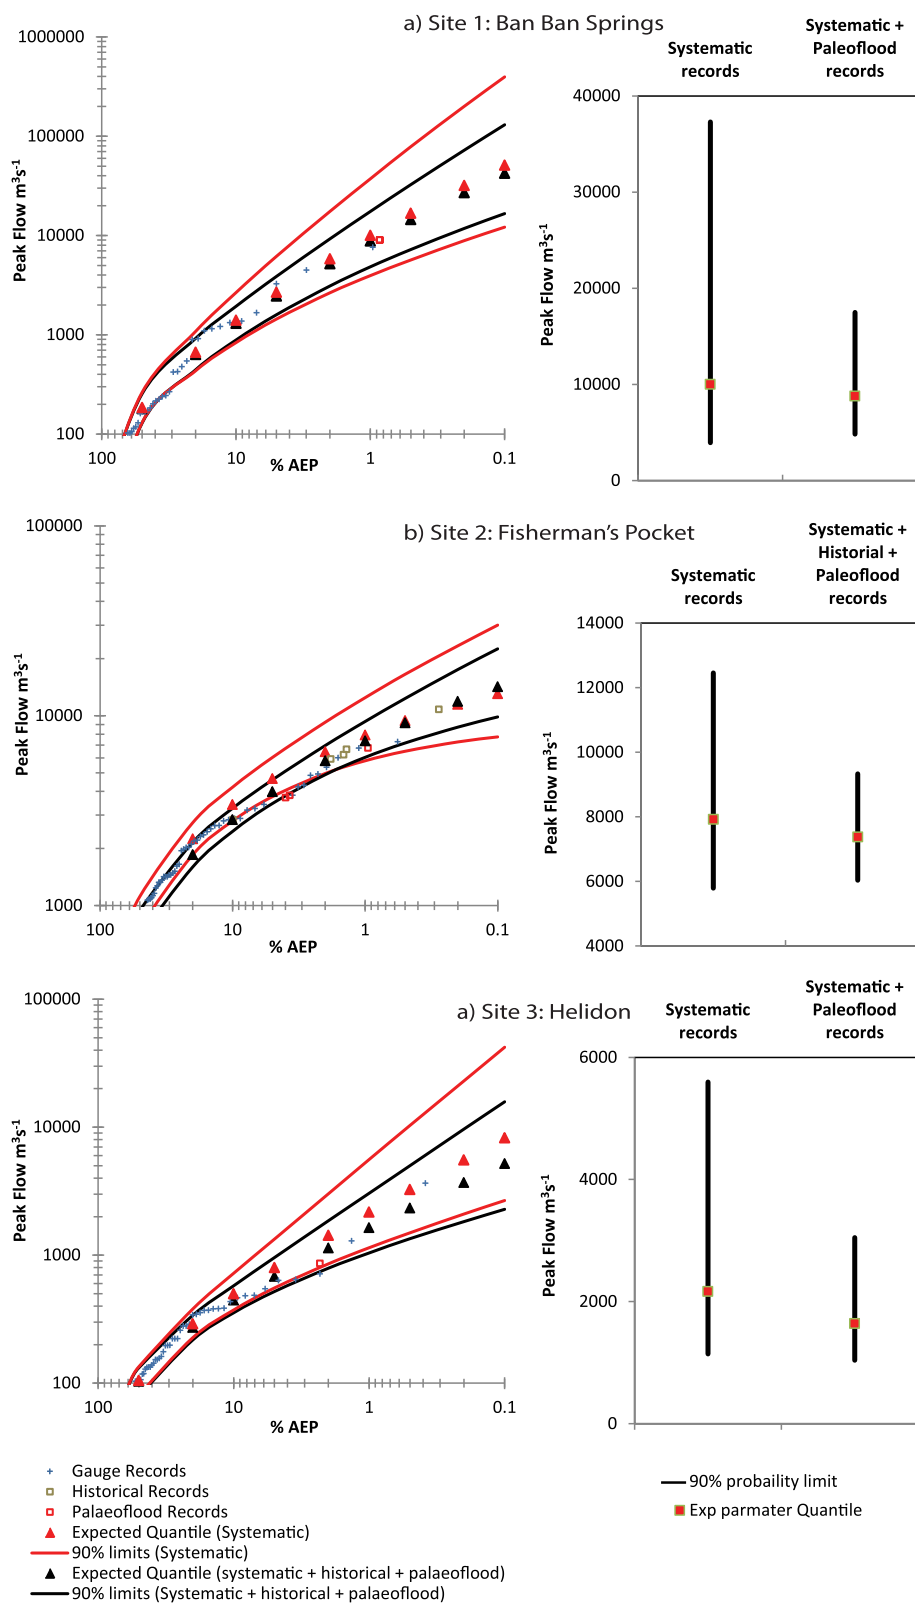 a) Site 1: Ban Ban Springs
Peak Flow m³s⁻¹
1000000
100000
10000
1000
100
100
10
1
0.1
% AEP
Systematic
records
Systematic +
Paleoflood
records
Peak Flow m³s⁻¹
40000
30000
20000
10000
0
b) Site 2: Fisherman's Pocket
Peak Flow m³s⁻¹
100000
10000
1000
100
10
1
0.1
% AEP
Systematic
records
Systematic +
Historial +
Paleoflood
records
Peak Flow m³s⁻¹
14000
12000
10000
8000
6000
4000
a) Site 3: Helidon
Peak Flow m³s⁻¹
100000
10000
1000
100
100
10
1
0.1
% AEP
Systematic
records
Systematic +
Paleoflood
records
Peak Flow m³s⁻¹
6000
4000
2000
0
Gauge Records
Historical Records
Palaeoflood Records
Expected Quantile (Systematic)
90% limits (Systematic)
Expected Quantile (systematic + historical + palaeoflood)
90% limits (Systematic + historical + palaeoflood)
90% probaility limit
Exp parmater Quantile